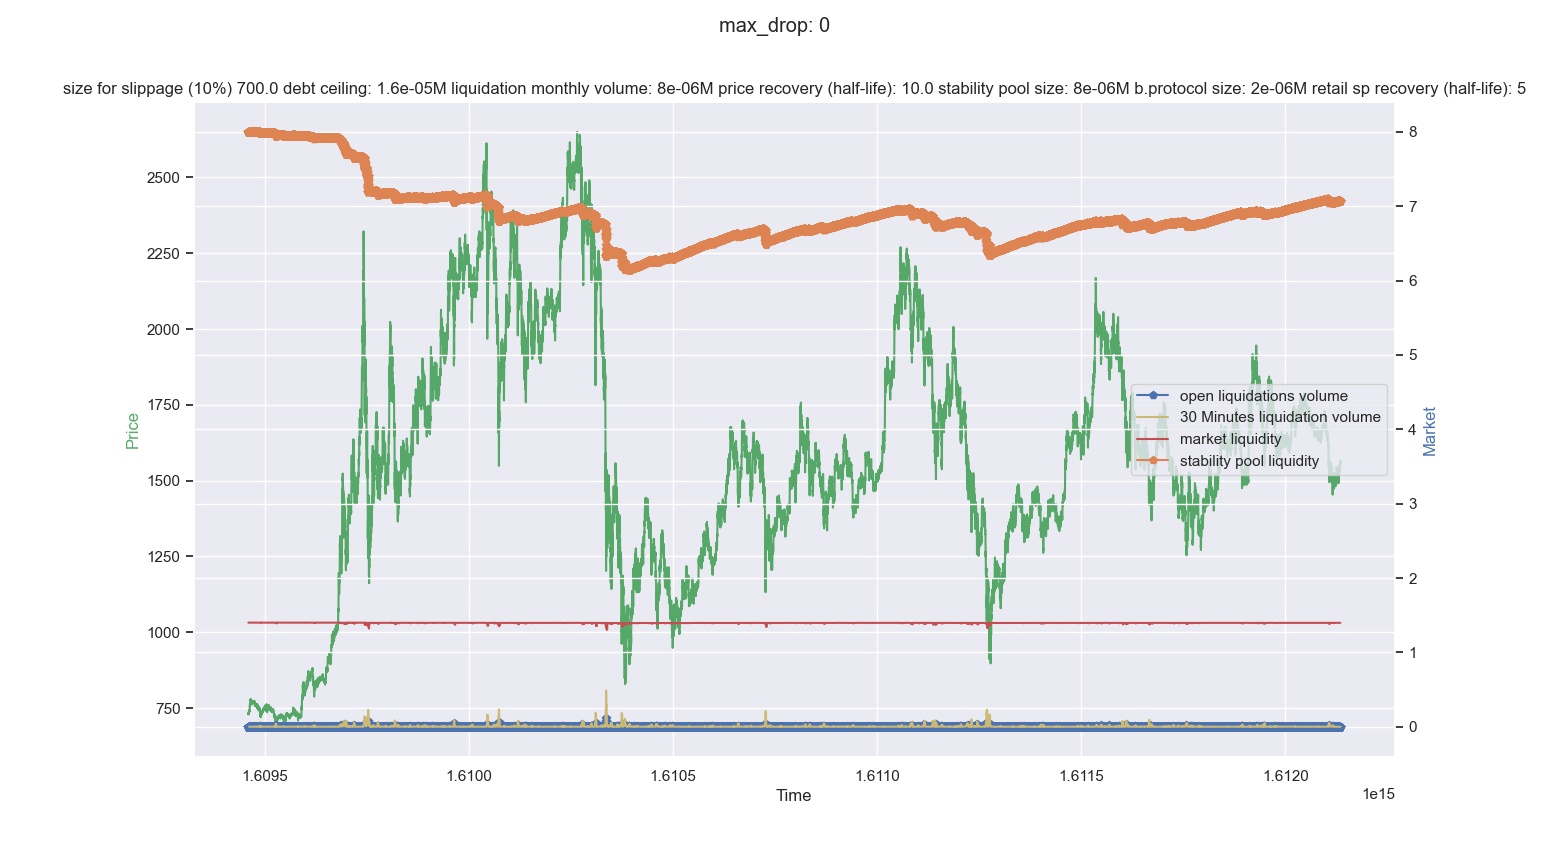 max_drop: 0
size for slippage (10%) 700.0 debt ceiling: 1.6e-05M liquidation monthly volume: 8e-06M price recovery (half-life): 10.0 stability pool size: 8e-06M b.protocol size: 2e-06M retail sp recovery (half-life): 5
2500
2250
2000
1750
1500
1250
1000
750
Price
8
7
6
5
4
3
2
1
0
Market
open liquidations volume
30 Minutes liquidation volume
market liquidity
stability pool liquidity
1.6095 1.6100 1.6105 1.6110 1.6115 1.6120
Time
1e15